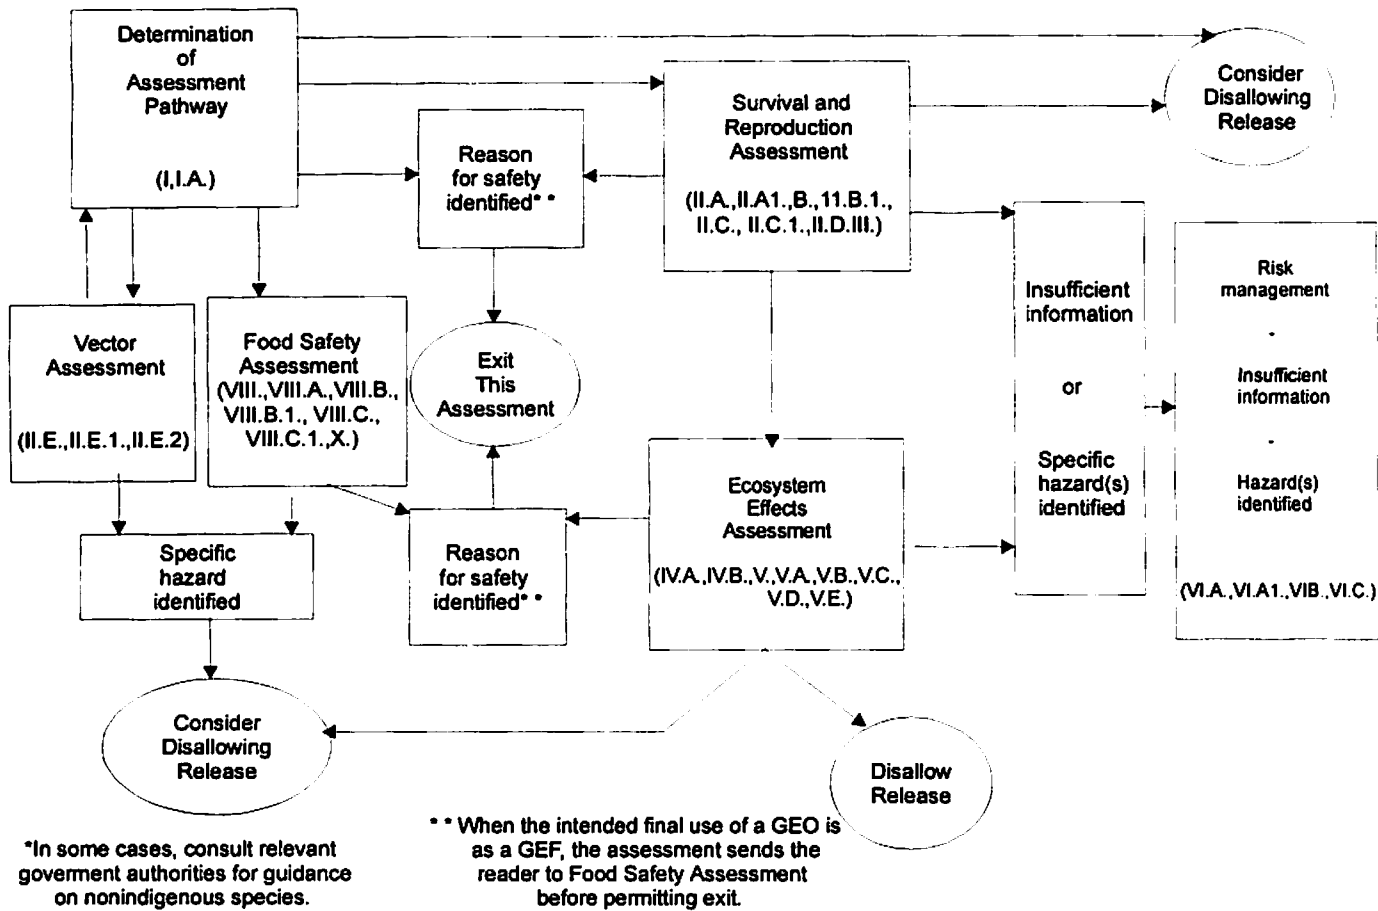 Determination
of
Assessment
Pathway
(I,I.A.)
Consider
Disallowing
Release
Survival and
Reproduction
Assessment
(II.A.,II.A1.,B.,11.B.1.,
II.C., II.C.1.,II.D.III.)
Reason
for safety
identified**
Insufficient
information
or
Specific
hazard(s)
identified
Risk
management
-
Insufficient
information
-
Hazard(s)
identified
(VI.A.,VI.A1.,VIB.,VI.C.)
Vector
Assessment
(II.E.,II.E.1.,II.E.2)
Food Safety
Assessment
(VIII.,VIII.A.,VIII.B.,
VIII.B.1., VIII.C.,
VIII.C.1.,X.)
Exit
This
Assessment
Ecosystem
Effects
Assessment
(IV.A.,IV.B.,V.,V.A.,V.B.,V.C.,
V.D.,V.E.)
Specific
hazard
identified
Reason
for safety
identified**
Consider
Disallowing
Release
Disallow
Release
*In some cases, consult relevant
goverment authorities for guidance
on nonindigenous species.
** When the intended final use of a GEO is
as a GEF, the assessment sends the
reader to Food Safety Assessment
before permitting exit.